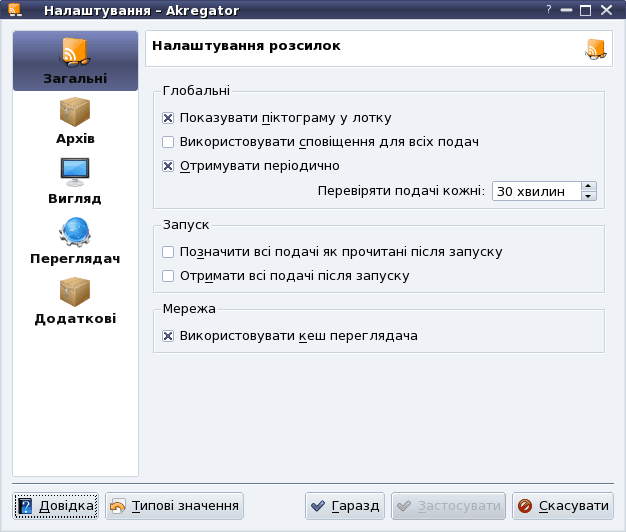 Налаштування – Akregator
?
Загальні
Архів
Вигляд
Переглядач
Додаткові
Налаштування розсилок
Глобальні
Показувати піктограму у лотку
Використовувати сповіщення для всіх подач
Отримувати періодично
Перевіряти подачі кожні: 30 хвилин
Запуск
Позначити всі подачі як прочитані після запуску
Отримати всі подачі після запуску
Мережа
Використовувати кеш переглядача
Довідка Типові значення Гаразд Застосувати Скасувати